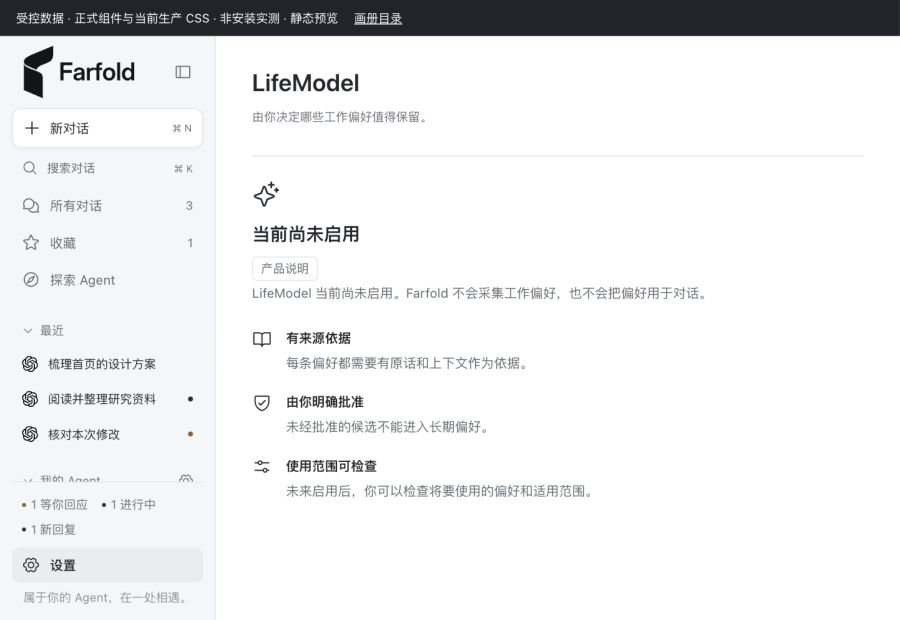 受控数据 · 正式组件与当前生产 CSS · 非安装实测 · 静态预览 画册目录
Farfold
新对话 ⌘ N
搜索对话 ⌘ K
所有对话 3
收藏 1
探索 Agent
最近
梳理首页的设计方案
阅读并整理研究资料
核对本次修改
我的 Agent
1 等你回应 1 进行中
1 新回复
设置
属于你的 Agent，在一处相遇。
LifeModel
由你决定哪些工作偏好值得保留。
当前尚未启用
产品说明
LifeModel 当前尚未启用。Farfold 不会采集工作偏好，也不会把偏好用于对话。
有来源依据
每条偏好都需要有原话和上下文作为依据。
由你明确批准
未经批准的候选不能进入长期偏好。
使用范围可检查
未来启用后，你可以检查将要使用的偏好和适用范围。